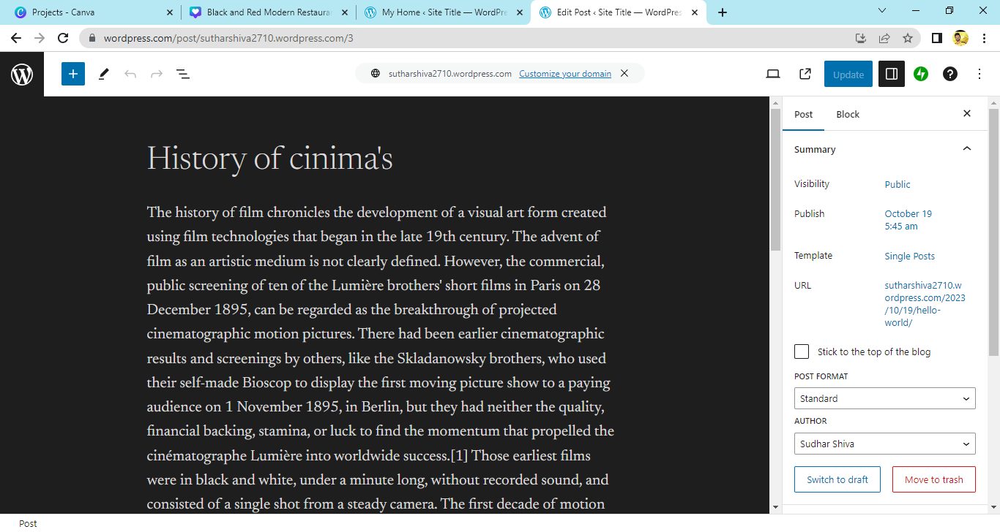 Projects - Canva
Black and Red Modern Restaura
My Home ‹ Site Title — WordPre
Edit Post ‹ Site Title — WordPres
wordpress.com/post/sutharshiva2710.wordpress.com/3
sutharshiva2710.wordpress.com Customize your domain
Update
History of cinima's
The history of film chronicles the development of a visual art form created
using film technologies that began in the late 19th century. The advent of
film as an artistic medium is not clearly defined. However, the commercial,
public screening of ten of the Lumière brothers' short films in Paris on 28
December 1895, can be regarded as the breakthrough of projected
cinematographic motion pictures. There had been earlier cinematographic
results and screenings by others, like the Skladanowsky brothers, who used
their self-made Bioscop to display the first moving picture show to a paying
audience on 1 November 1895, in Berlin, but they had neither the quality,
financial backing, stamina, or luck to find the momentum that propelled the
cinématographe Lumière into worldwide success.[1] Those earliest films
were in black and white, under a minute long, without recorded sound, and
consisted of a single shot from a steady camera. The first decade of motion
Post Block
Summary
Visibility Public
Publish October 19
5:45 am
Template Single Posts
URL sutharshiva2710.w
ordpress.com/2023
/10/19/hello-
world/
Stick to the top of the blog
POST FORMAT
Standard
AUTHOR
Sudhar Shiva
Switch to draft Move to trash
Post